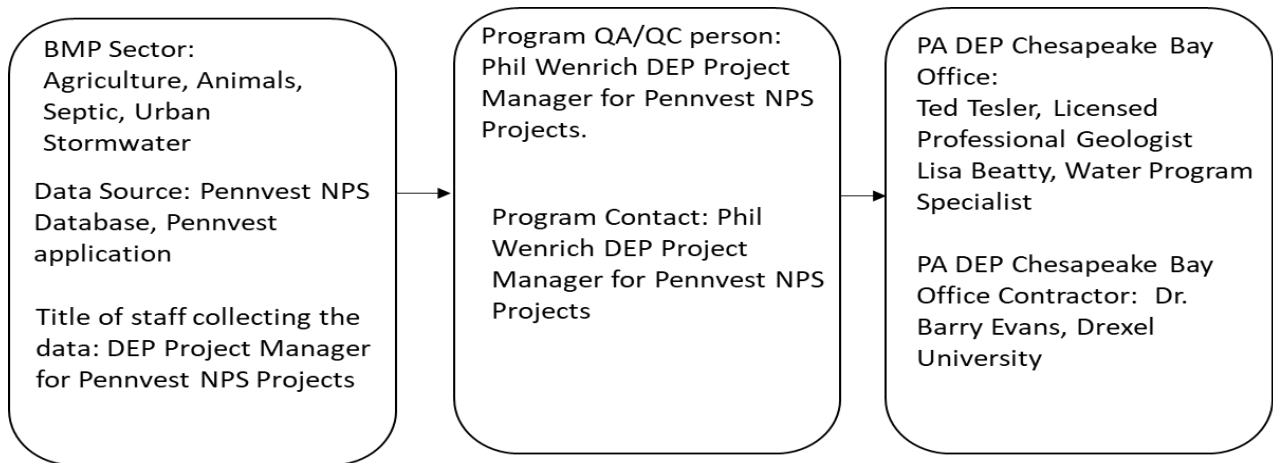 BMP Sector:
Agriculture, Animals,
Septic, Urban
Stormwater
Data Source: Pennvest NPS
Database, Pennvest
application
Title of staff collecting the
data: DEP Project Manager
for Pennvest NPS Projects
Program QA/QC person:
Phil Wenrich DEP Project
Manager for Pennvest NPS
Projects.
Program Contact: Phil
Wenrich DEP Project
Manager for Pennvest NPS
Projects
PA DEP Chesapeake Bay
Office:
Ted Tesler, Licensed
Professional Geologist
Lisa Beatty, Water Program
Specialist
PA DEP Chesapeake Bay
Office Contractor: Dr.
Barry Evans, Drexel
University